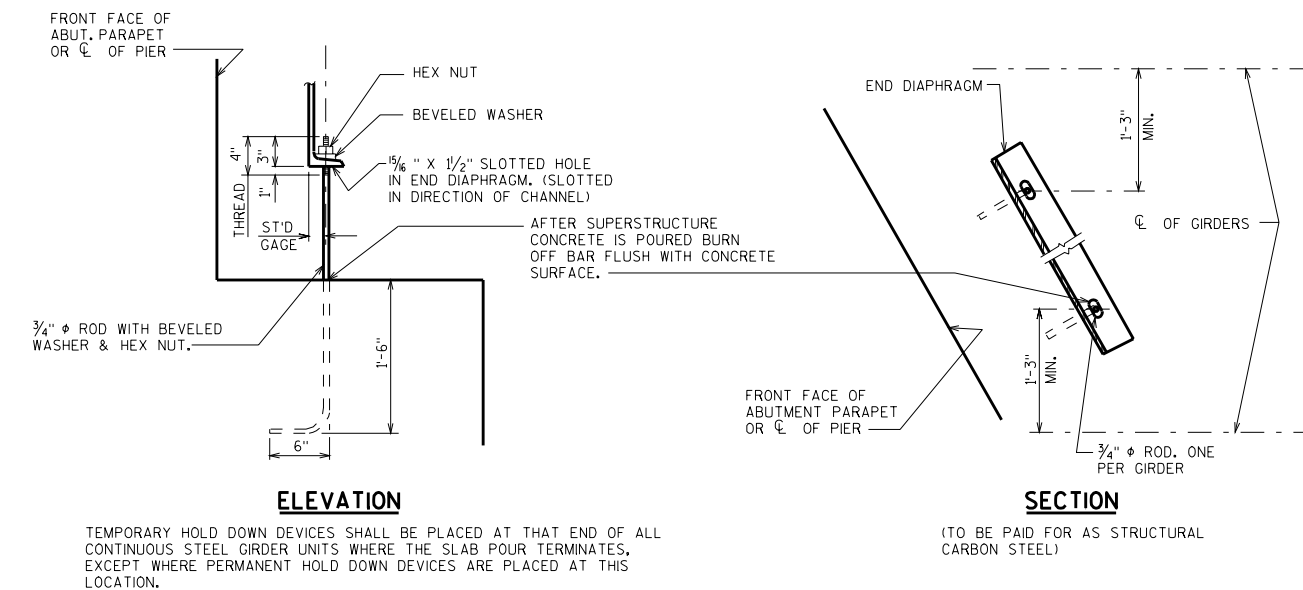 FRONT FACE OF
ABUT. PARAPET
OR ℄ OF PIER
HEX NUT
BEVELED WASHER
4"
3"
1"
THREAD
ST'D
GAGE
15/16 " X 1 1/2" SLOTTED HOLE
IN END DIAPHRAGM. (SLOTTED
IN DIRECTION OF CHANNEL)
AFTER SUPERSTRUCTURE
CONCRETE IS POURED BURN
OFF BAR FLUSH WITH CONCRETE
SURFACE.
3/4" ϕ ROD WITH BEVELED
WASHER & HEX NUT.
1'-6"
6"
ELEVATION
TEMPORARY HOLD DOWN DEVICES SHALL BE PLACED AT THAT END OF ALL
CONTINUOUS STEEL GIRDER UNITS WHERE THE SLAB POUR TERMINATES,
EXCEPT WHERE PERMANENT HOLD DOWN DEVICES ARE PLACED AT THIS
LOCATION.
END DIAPHRAGM
1'-3"
MIN.
℄ OF GIRDERS
1'-3"
MIN.
FRONT FACE OF
ABUTMENT PARAPET
OR ℄ OF PIER
3/4" ϕ ROD. ONE
PER GIRDER
SECTION
(TO BE PAID FOR AS STRUCTURAL
CARBON STEEL)